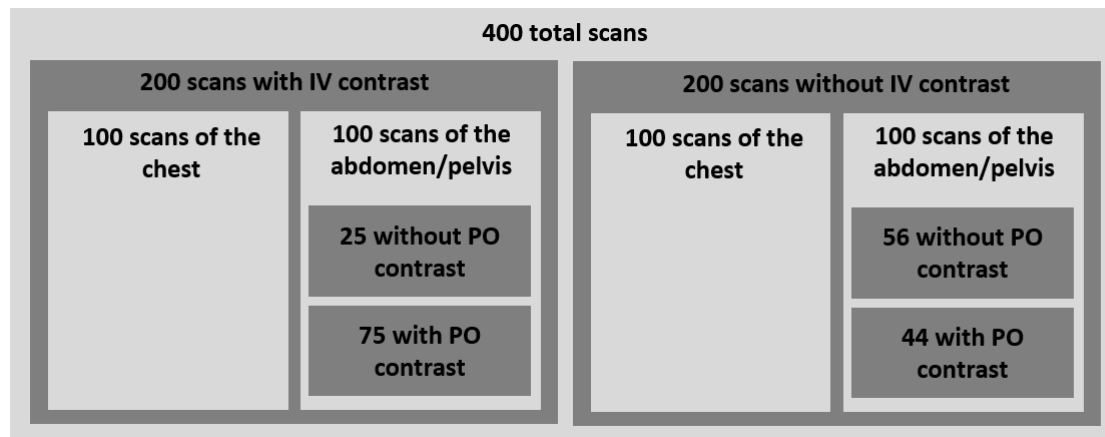 400 total scans
200 scans with IV contrast
100 scans of the
chest
100 scans of the
abdomen/pelvis
25 without PO
contrast
75 with PO
contrast
200 scans without IV contrast
100 scans of the
chest
100 scans of the
abdomen/pelvis
56 without PO
contrast
44 with PO
contrast